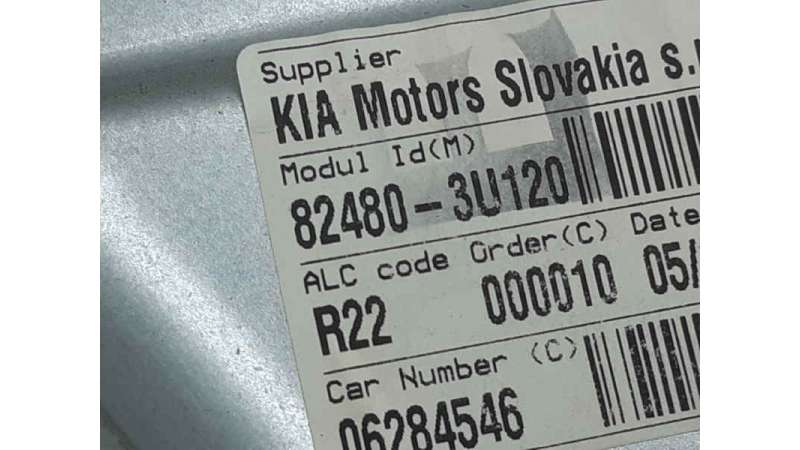 Supplier
KIA Motors Slovakia s.
Modul Id(M)
82480-3U120
ALC code Order(C) Date
R22 000010 05/
Car Number (C)
06284546